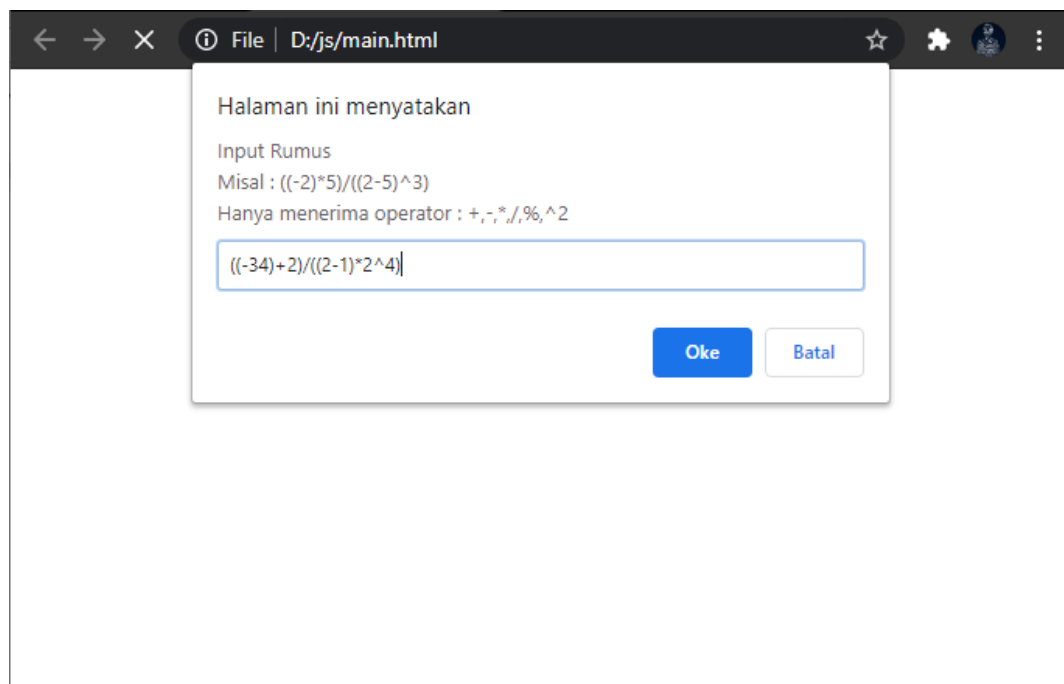 File | D:/js/main.html
Halaman ini menyatakan
Input Rumus
Misal : ((-2)*5)/((2-5)^3)
Hanya menerima operator : +,-,*,/,%,^2
((-34)+2)/((2-1)*2^4)
Oke Batal